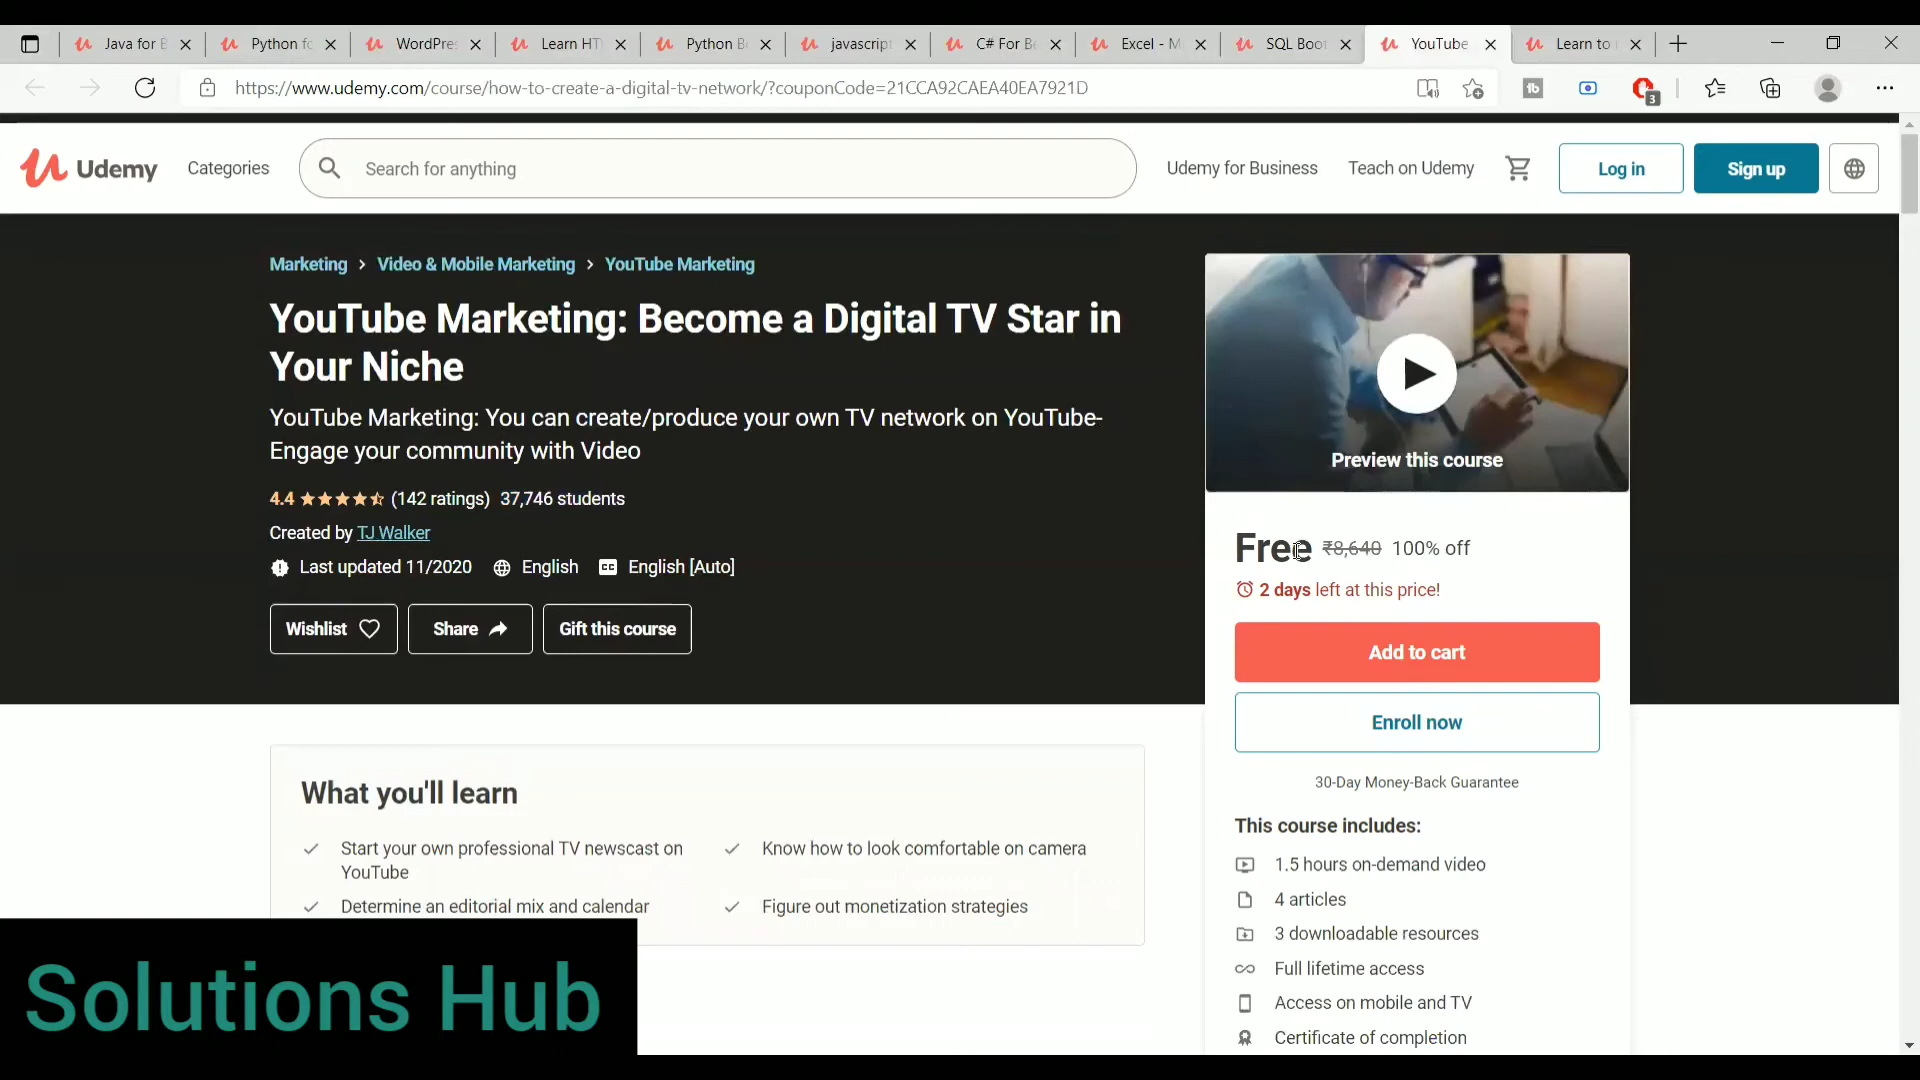 Java for
Python fo
WordPre
Learn HT
Python B
javascript
C# For B
Excel - M
SQL Boo
YouTube
Learn to
https://www.udemy.com/course/how-to-create-a-digital-tv-network/?couponCode=21CCA92CAEA40EA7921D
3
Udemy
Categories
Search for anything
Udemy for Business
Teach on Udemy
Log in
Sign up
Marketing > Video & Mobile Marketing > YouTube Marketing
YouTube Marketing: Become a Digital TV Star in
Your Niche
YouTube Marketing: You can create/produce your own TV network on YouTube-
Engage your community with Video
4.4 (142 ratings) 37,746 students
Created by TJ Walker
Last updated 11/2020 English CC English [Auto]
Wishlist
Share
Gift this course
Preview this course
Free ₹8,640 100% off
2 days left at this price!
Add to cart
Enroll now
30-Day Money-Back Guarantee
This course includes:
1.5 hours on-demand video
4 articles
3 downloadable resources
Full lifetime access
Access on mobile and TV
Certificate of completion
What you'll learn
Start your own professional TV newscast on
YouTube
Know how to look comfortable on camera
Determine an editorial mix and calendar
Figure out monetization strategies
Solutions Hub